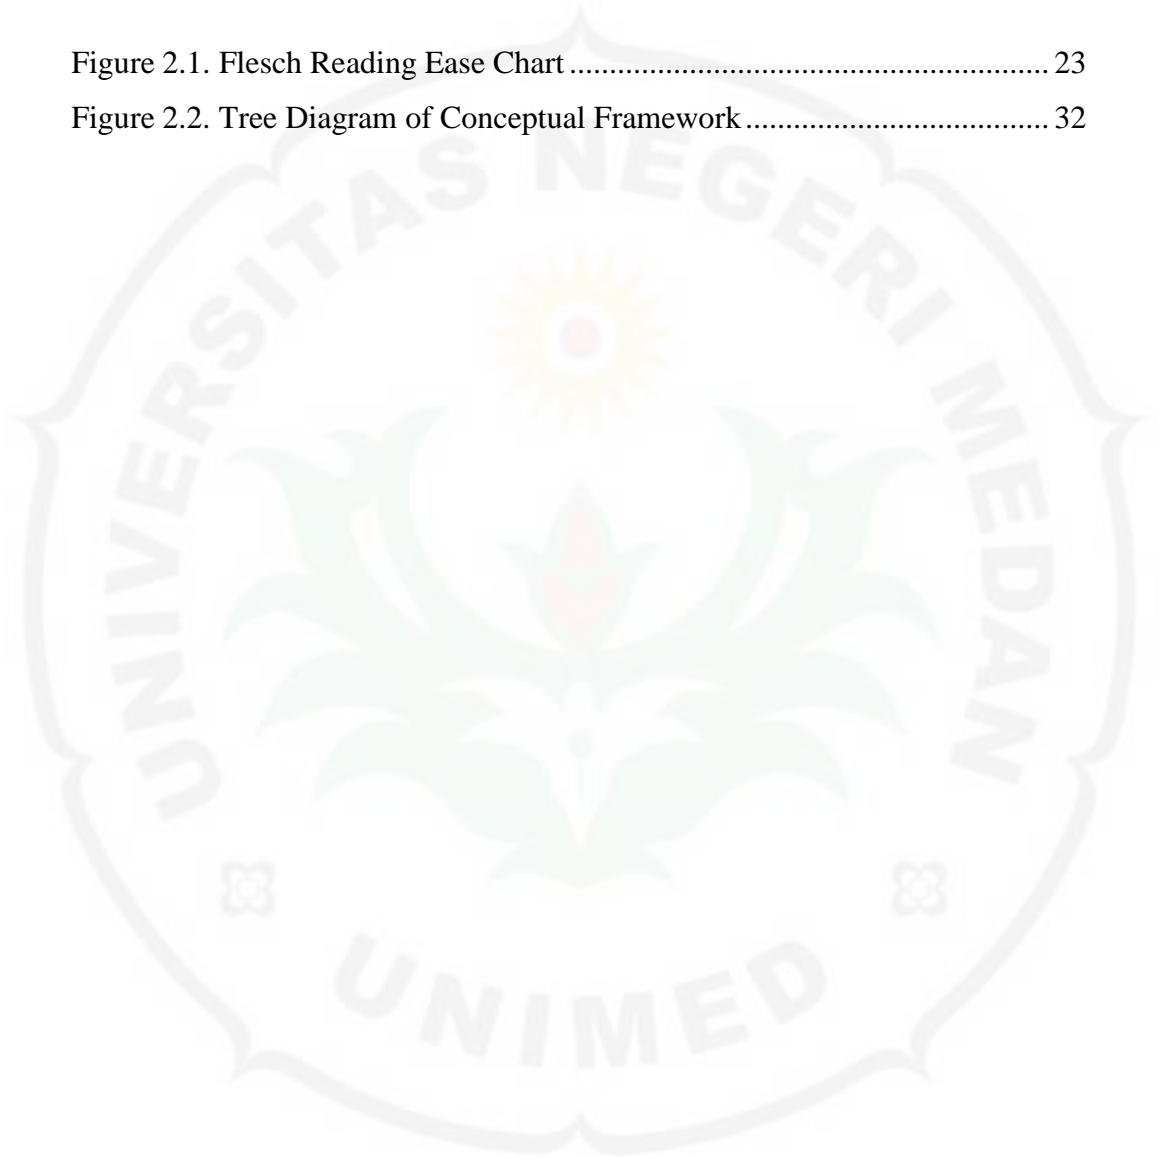 Figure 2.1. Flesch Reading Ease Chart ............................................................ 23
Figure 2.2. Tree Diagram of Conceptual Framework ...................................... 32
UNIVERSITAS NEGERI MEDAN
UNIMED